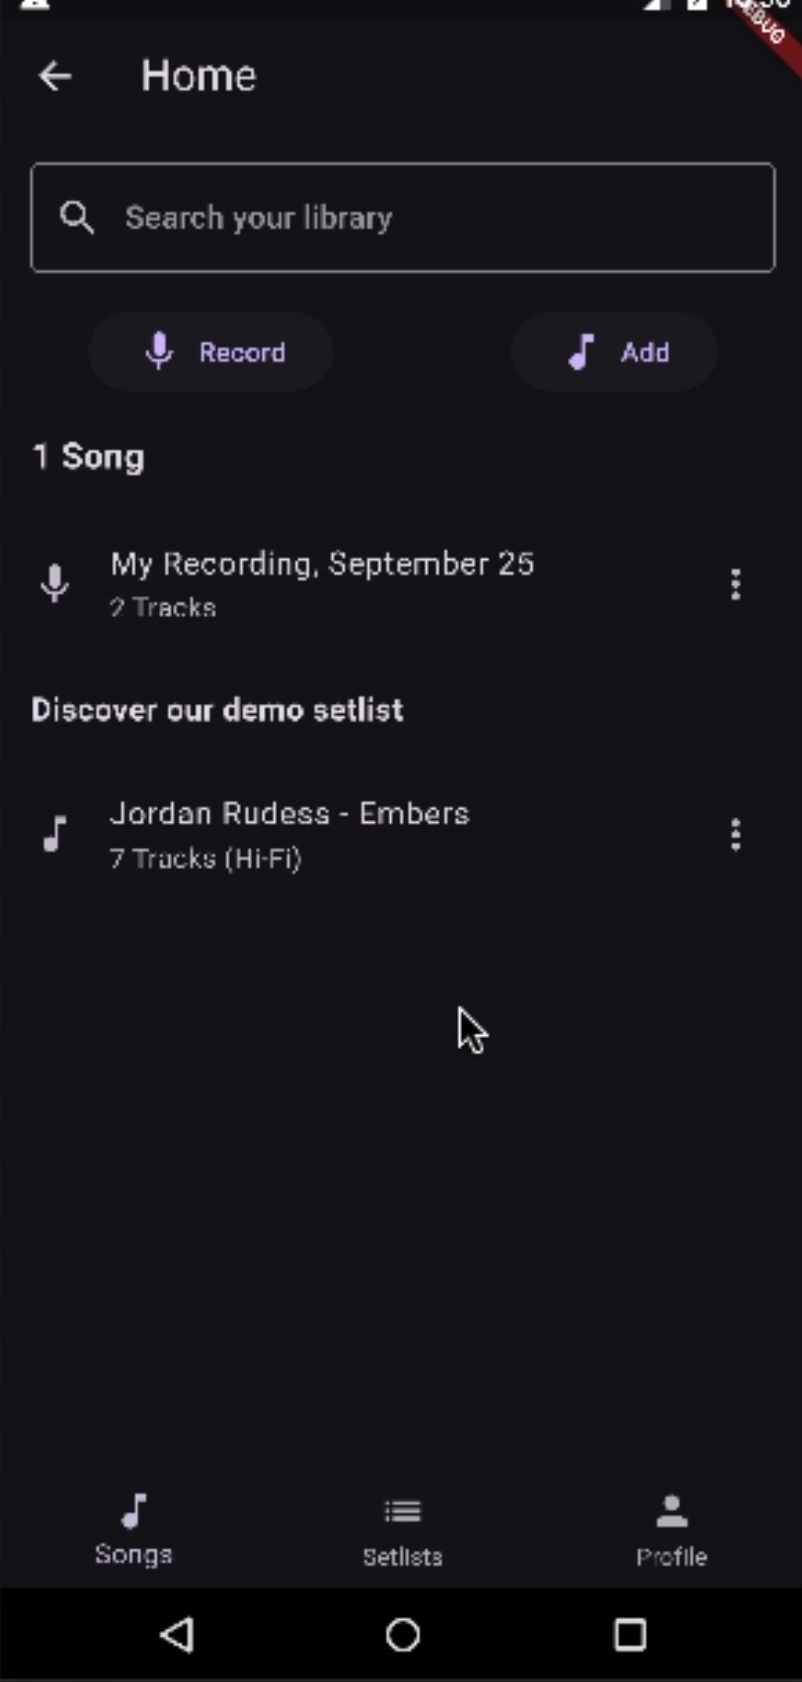 Home
Search your library
Record
Add
1 Song
My Recording, September 25
2 Tracks
Discover our demo setlist
Jordan Rudess - Embers
7 Tracks (Hi-Fi)
Songs
Setlists
Profile